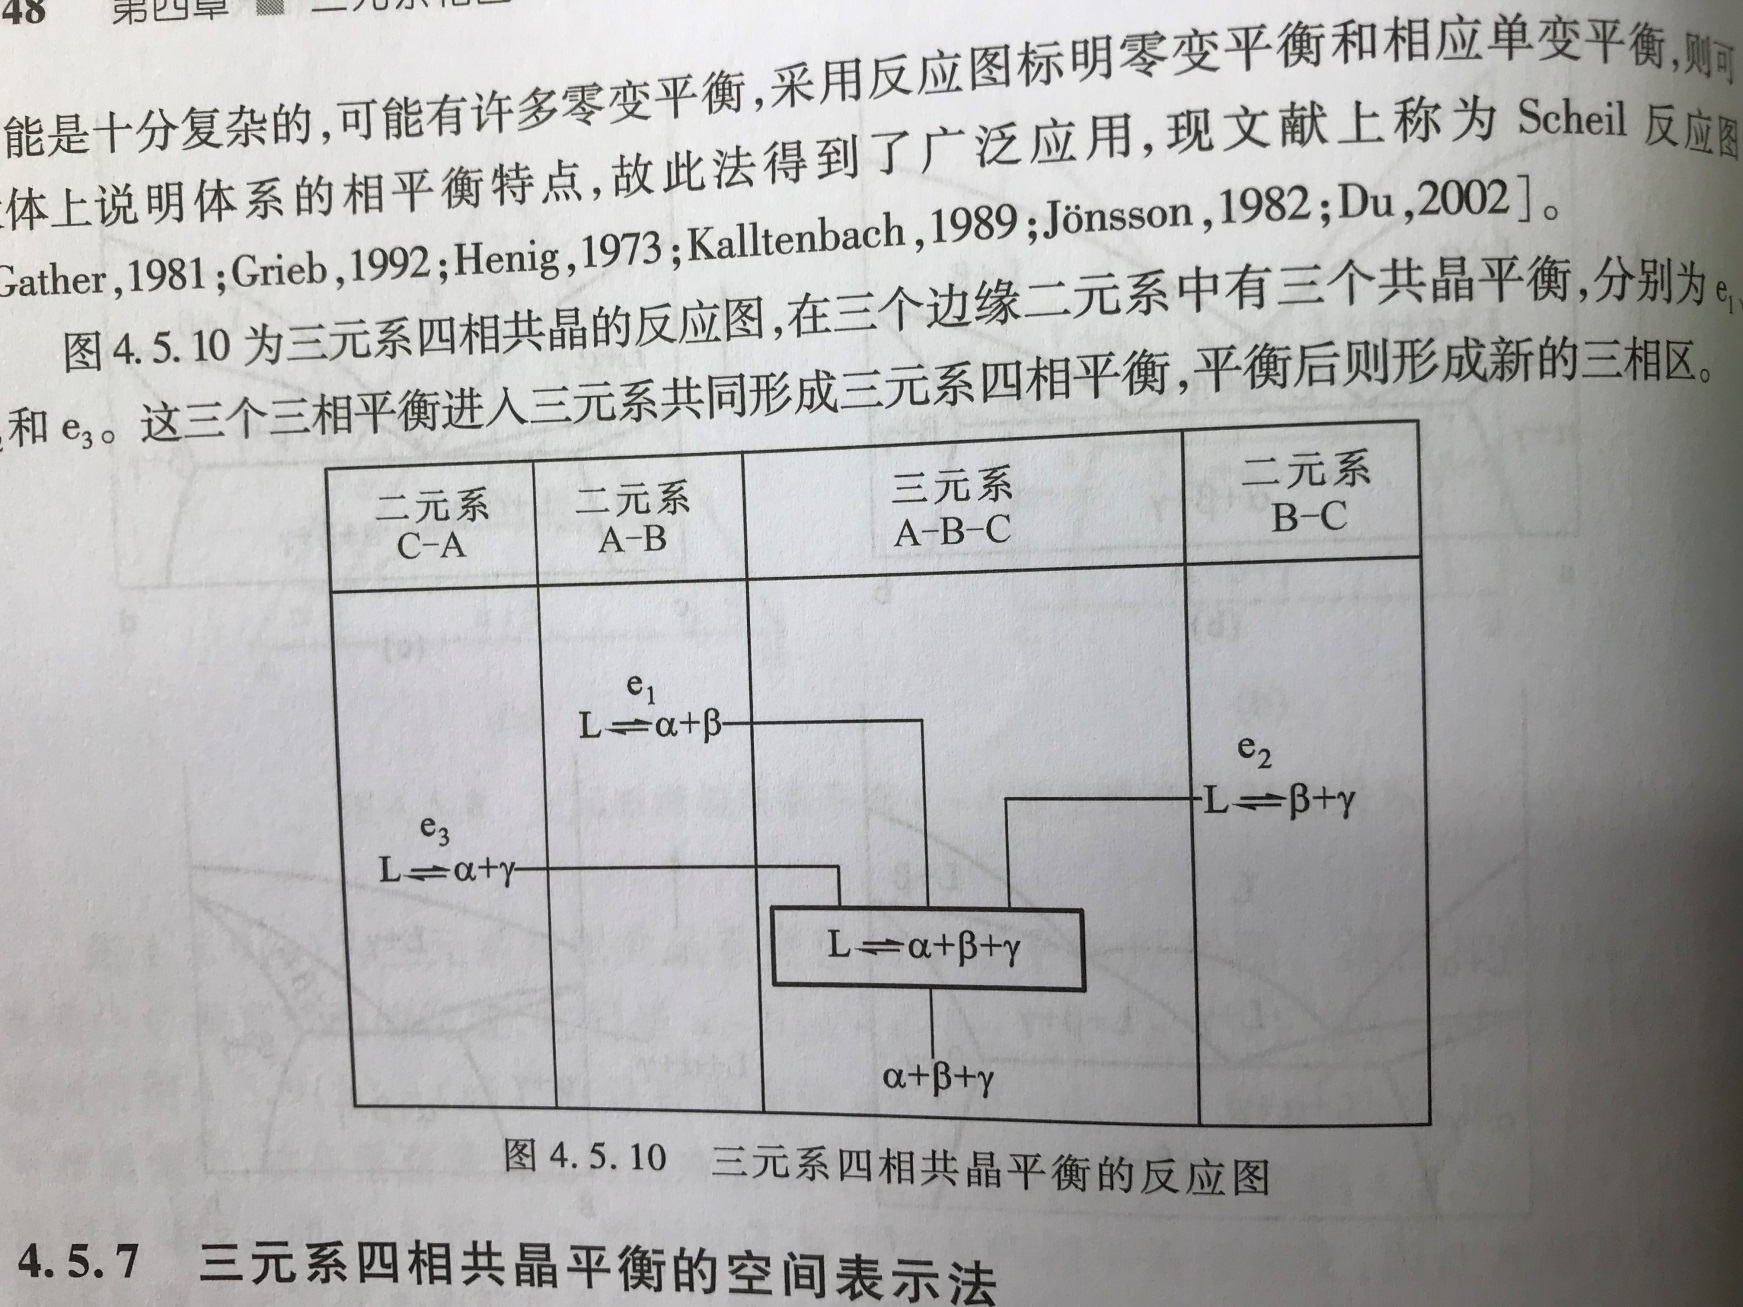 48 第四章
能是十分复杂的,可能有许多零变平衡,采用反应图标明零变平衡和相应单变平衡,则可
体上说明体系的相平衡特点,故此法得到了广泛应用,现文献上称为 Scheil 反应图
Gather,1981;Grieb,1992;Henig,1973;Kalltenbach,1989;Jönsson,1982;Du,2002]。
图 4.5.10 为三元系四相共晶的反应图,在三个边缘二元系中有三个共晶平衡,分别为 e₁、
和 e₃。这三个三相平衡进入三元系共同形成三元系四相平衡,平衡后则形成新的三相区。
二元系
C-A
二元系
A-B
三元系
A-B-C
二元系
B-C
e₁
L⇌α+β
e₂
L⇌β+γ
e₃
L⇌α+γ
L⇌α+β+γ
α+β+γ
图 4.5.10 三元系四相共晶平衡的反应图
4.5.7 三元系四相共晶平衡的空间表示法